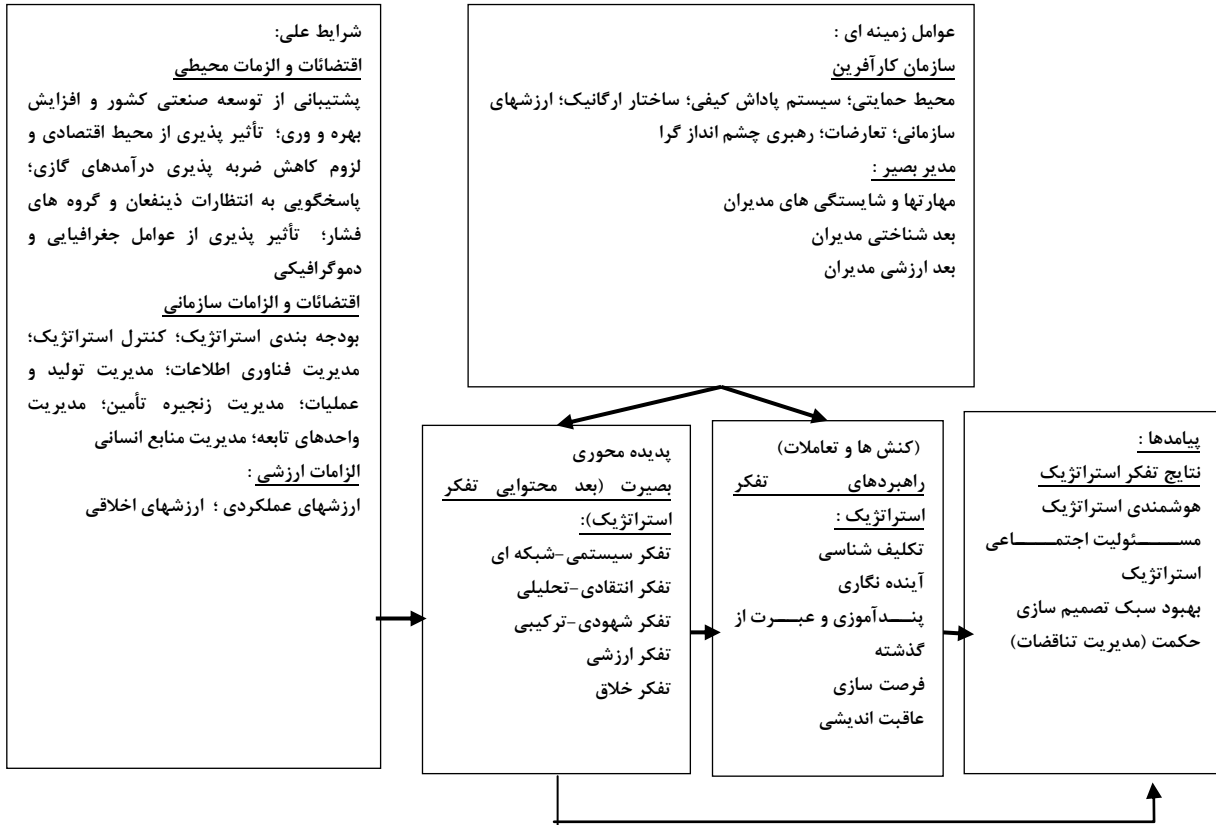 شرایط علی:
اقتضائات و الزمات محیطی
پشتیبانی از توسعه صنعتی کشور و افزایش
بهره و وری؛ تأثیر پذیری از محیط اقتصادی و
لزوم کاهش ضربه پذیری درآمدهای گازی؛
پاسخگویی به انتظارات ذینفعان و گروه های
فشار؛ تأثیر پذیری از عوامل جغرافیایی و
دموگرافیکی
اقتضائات و الزامات سازمانی
بودجه بندی استراتژیک؛ کنترل استراتژیک؛
مدیریت فناوری اطلاعات؛ مدیریت تولید و
عملیات؛ مدیریت زنجیره تأمین؛ مدیریت
واحدهای تابعه؛ مدیریت منابع انسانی
الزامات ارزشی :
ارزشهای عملکردی ؛ ارزشهای اخلاقی
عوامل زمینه ای :
سازمان کارآفرین
محیط حمایتی؛ سیستم پاداش کیفی؛ ساختار ارگانیک؛ ارزشهای
سازمانی؛ تعارضات؛ رهبری چشم انداز گرا
مدیر بصیر :
مهارتها و شایستگی های مدیران
بعد شناختی مدیران
بعد ارزشی مدیران
پدیده محوری
بصیرت (بعد محتوایی تفکر
استراتژیک):
تفکر سیستمی-شبکه ای
تفکر انتقادی-تحلیلی
تفکر شهودی-ترکیبی
تفکر ارزشی
تفکر خلاق
(کنش ها و تعاملات)
راهبردهای تفکر
استراتژیک :
تکلیف شناسی
آینده نگاری
پنــدآموزی و عبــرت از
گذشته
فرصت سازی
عاقبت اندیشی
پیامدها :
نتایج تفکر استراتژیک
هوشمندی استراتژیک
مســـئولیت اجتمـــاعی
استراتژیک
بهبود سبک تصمیم سازی
حکمت (مدیریت تناقضات)